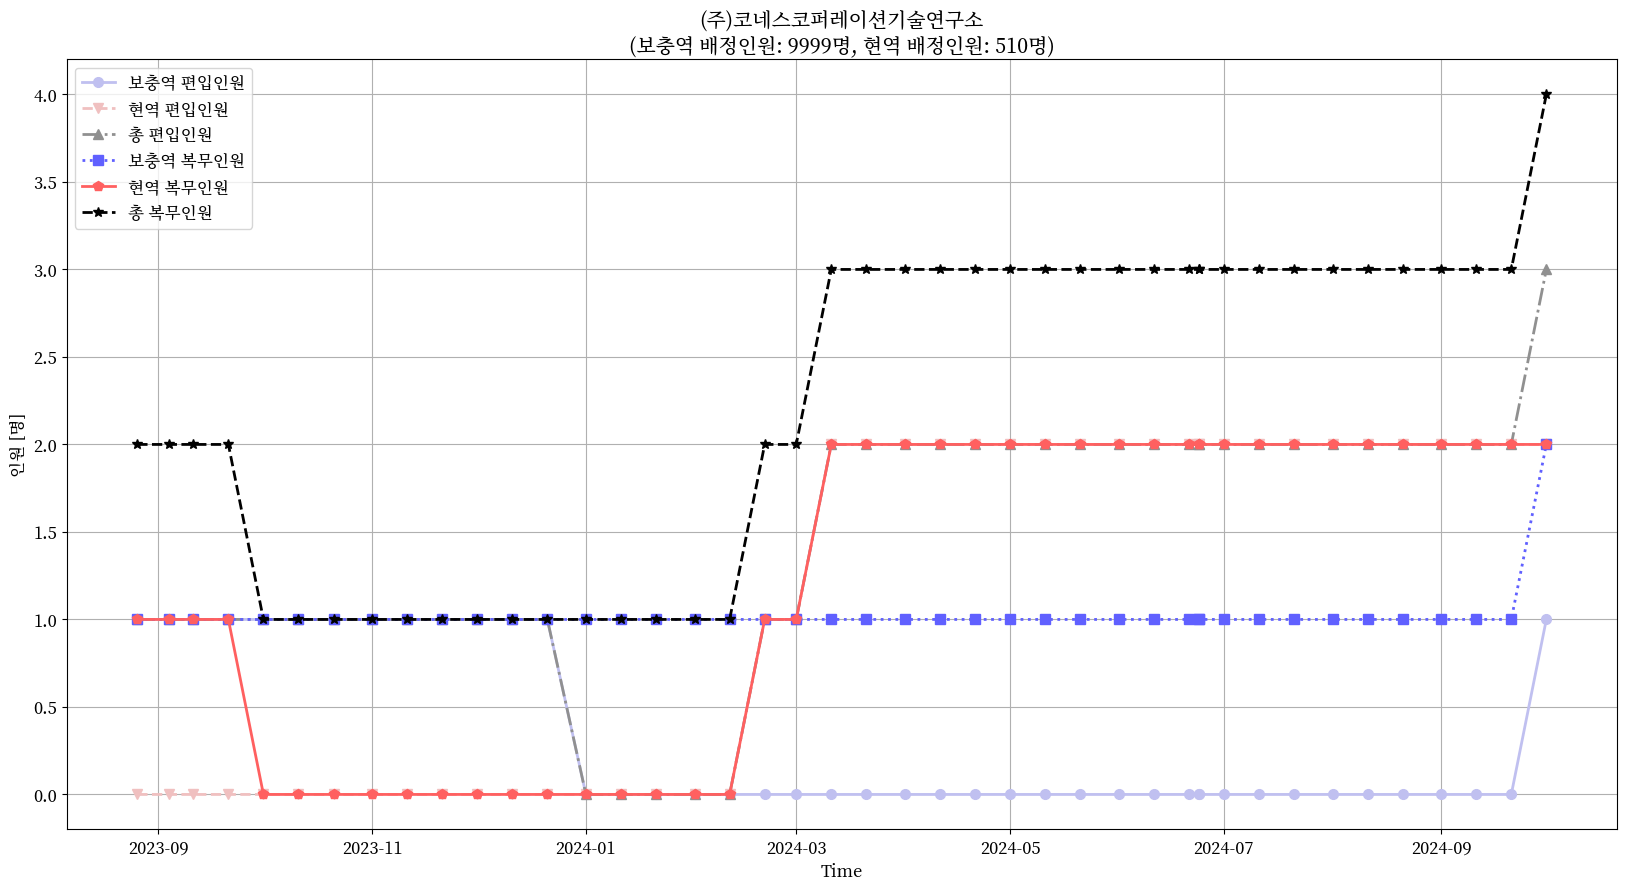 (주)코네스코퍼레이션기술연구소
(보충역 배정인원: 9999명, 현역 배정인원: 510명)
보충역 편입인원
현역 편입인원
총 편입인원
보충역 복무인원
현역 복무인원
총 복무인원
인원 [명]
4.0
3.5
3.0
2.5
2.0
1.5
1.0
0.5
0.0
2023-09 2023-11 2024-01 2024-03 2024-05 2024-07 2024-09
Time